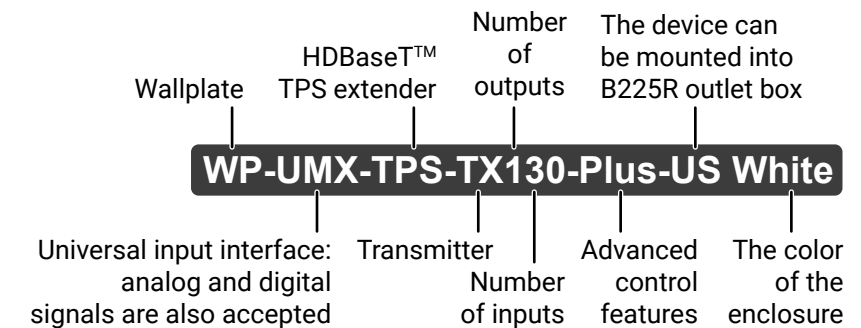 Wallplate
HDBaseT™
TPS extender
Number
of
outputs
The device can
be mounted into
B225R outlet box
WP-UMX-TPS-TX130-Plus-US White
Universal input interface:
analog and digital
signals are also accepted
Transmitter
Number
of inputs
Advanced
control
features
The color
of the
enclosure